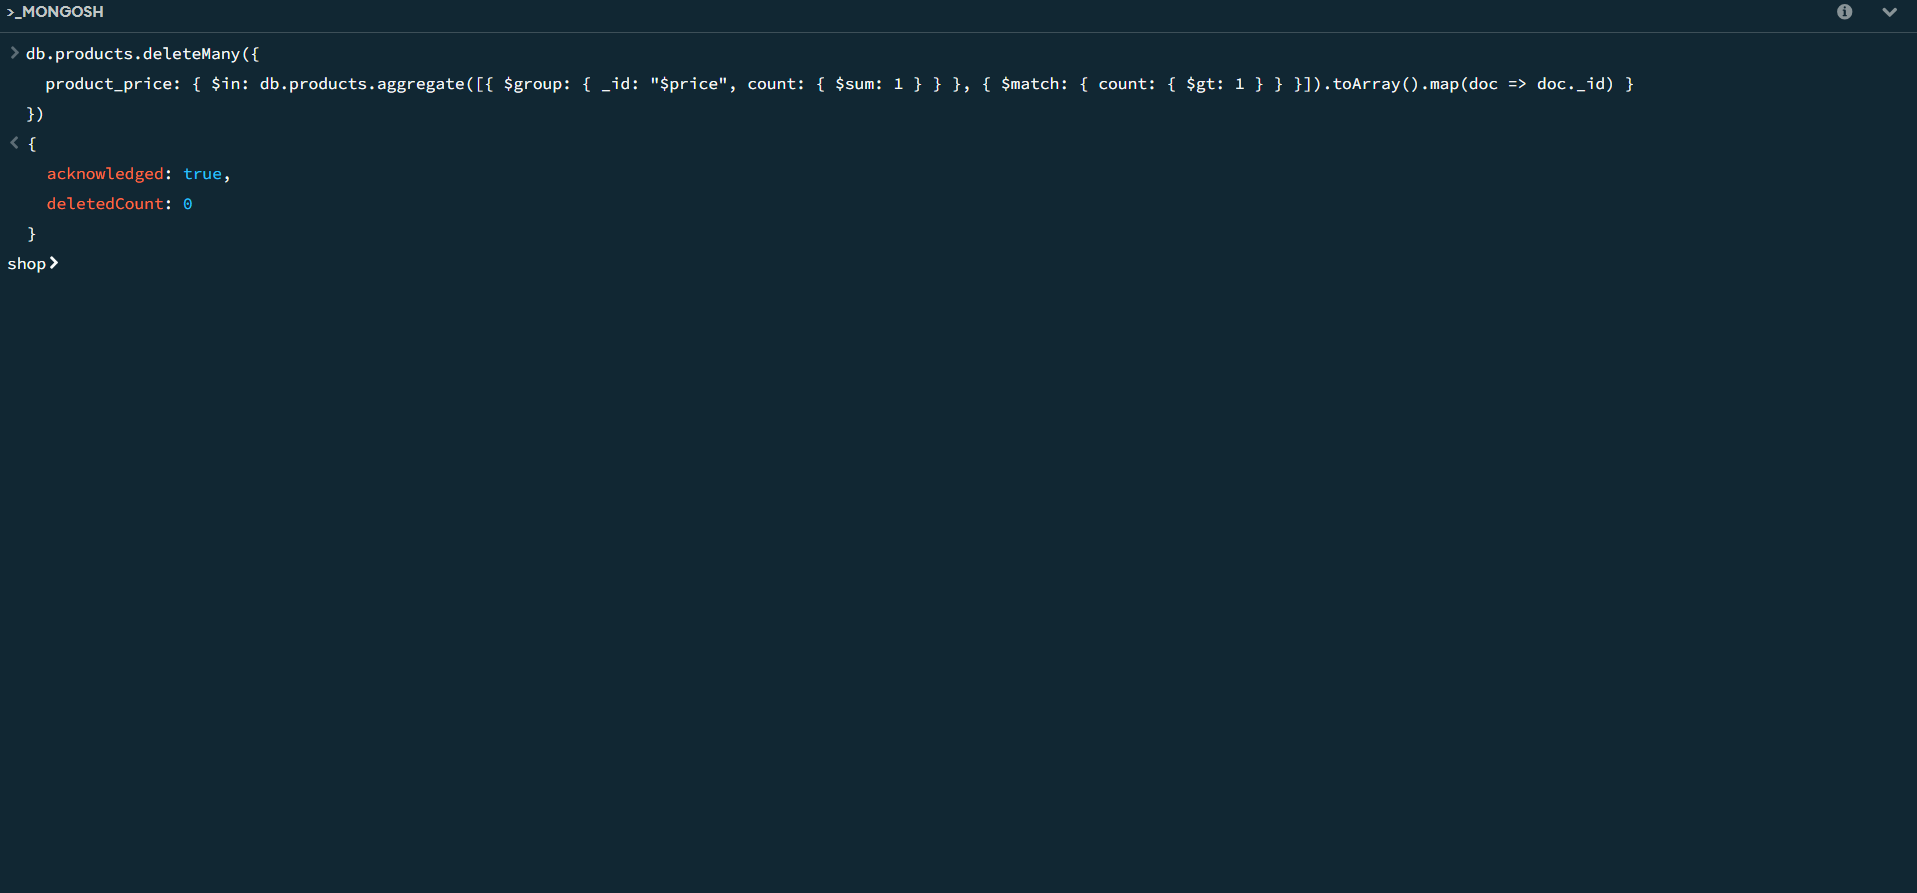 >_MONGOSH
> db.products.deleteMany({
product_price: { $in: db.products.aggregate([{ $group: { _id: "$price", count: { $sum: 1 } } }, { $match: { count: { $gt: 1 } } }]).toArray().map(doc => doc._id) }
})
< {
acknowledged: true,
deletedCount: 0
}
shop>